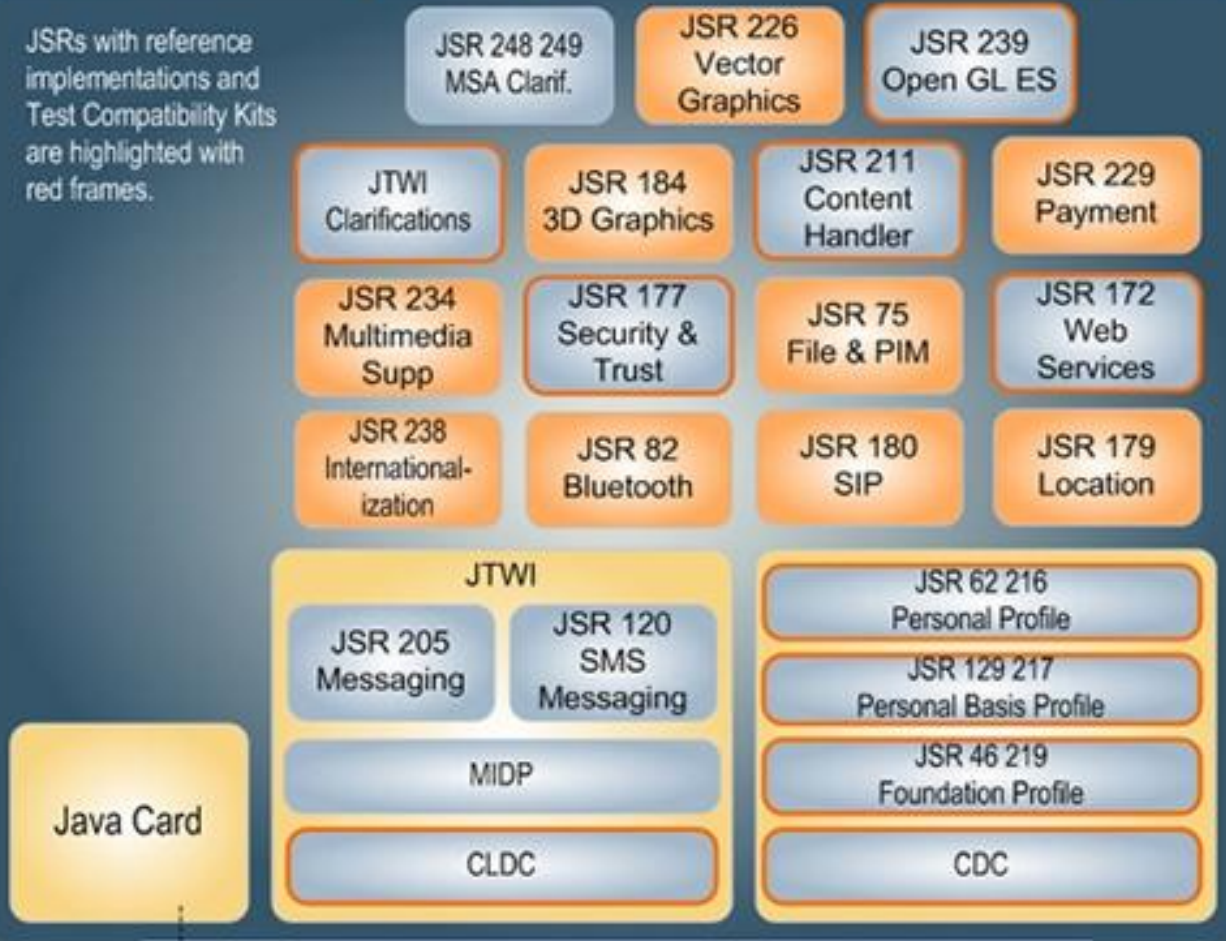 JSRs with reference
implementations and
Test Compatibility Kits
are highlighted with
red frames.
JSR 248 249
MSA Clarif.
JSR 226
Vector
Graphics
JSR 239
Open GL ES
JTWI
Clarifications
JSR 184
3D Graphics
JSR 211
Content
Handler
JSR 229
Payment
JSR 234
Multimedia
Supp
JSR 177
Security &
Trust
JSR 75
File & PIM
JSR 172
Web
Services
JSR 238
International-
ization
JSR 82
Bluetooth
JSR 180
SIP
JSR 179
Location
JTWI
JSR 205
Messaging
JSR 120
SMS
Messaging
MIDP
CLDC
JSR 62 216
Personal Profile
JSR 129 217
Personal Basis Profile
JSR 46 219
Foundation Profile
CDC
Java Card